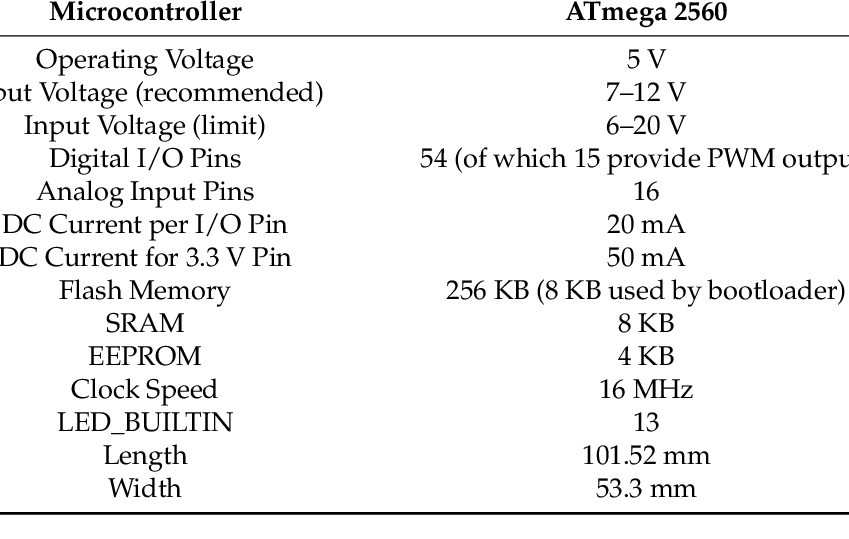 Microcontroller ATmega 2560
Operating Voltage 5 V
put Voltage (recommended) 7–12 V
Input Voltage (limit) 6–20 V
Digital I/O Pins 54 (of which 15 provide PWM outpu
Analog Input Pins 16
DC Current per I/O Pin 20 mA
DC Current for 3.3 V Pin 50 mA
Flash Memory 256 KB (8 KB used by bootloader)
SRAM 8 KB
EEPROM 4 KB
Clock Speed 16 MHz
LED_BUILTIN 13
Length 101.52 mm
Width 53.3 mm